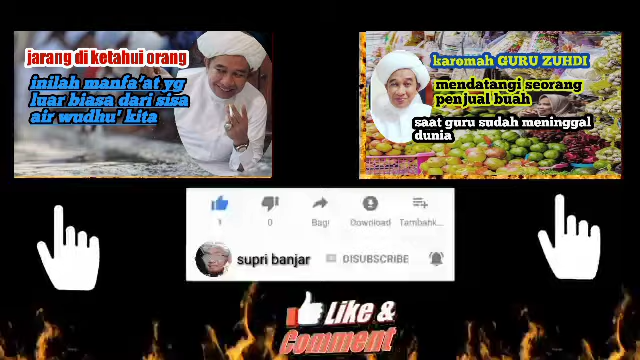 jarang di ketahui orang
inilah manfa'at yg
luar biasa dari sisa
air wudhu' kita
karomah GURU ZUHDI
mendatangi seorang
penjual buah
saat guru sudah meninggal
dunia
1
0
Bagi
Download
Tambahk...
supri banjar
DISUBSCRIBE
Like &
Comment